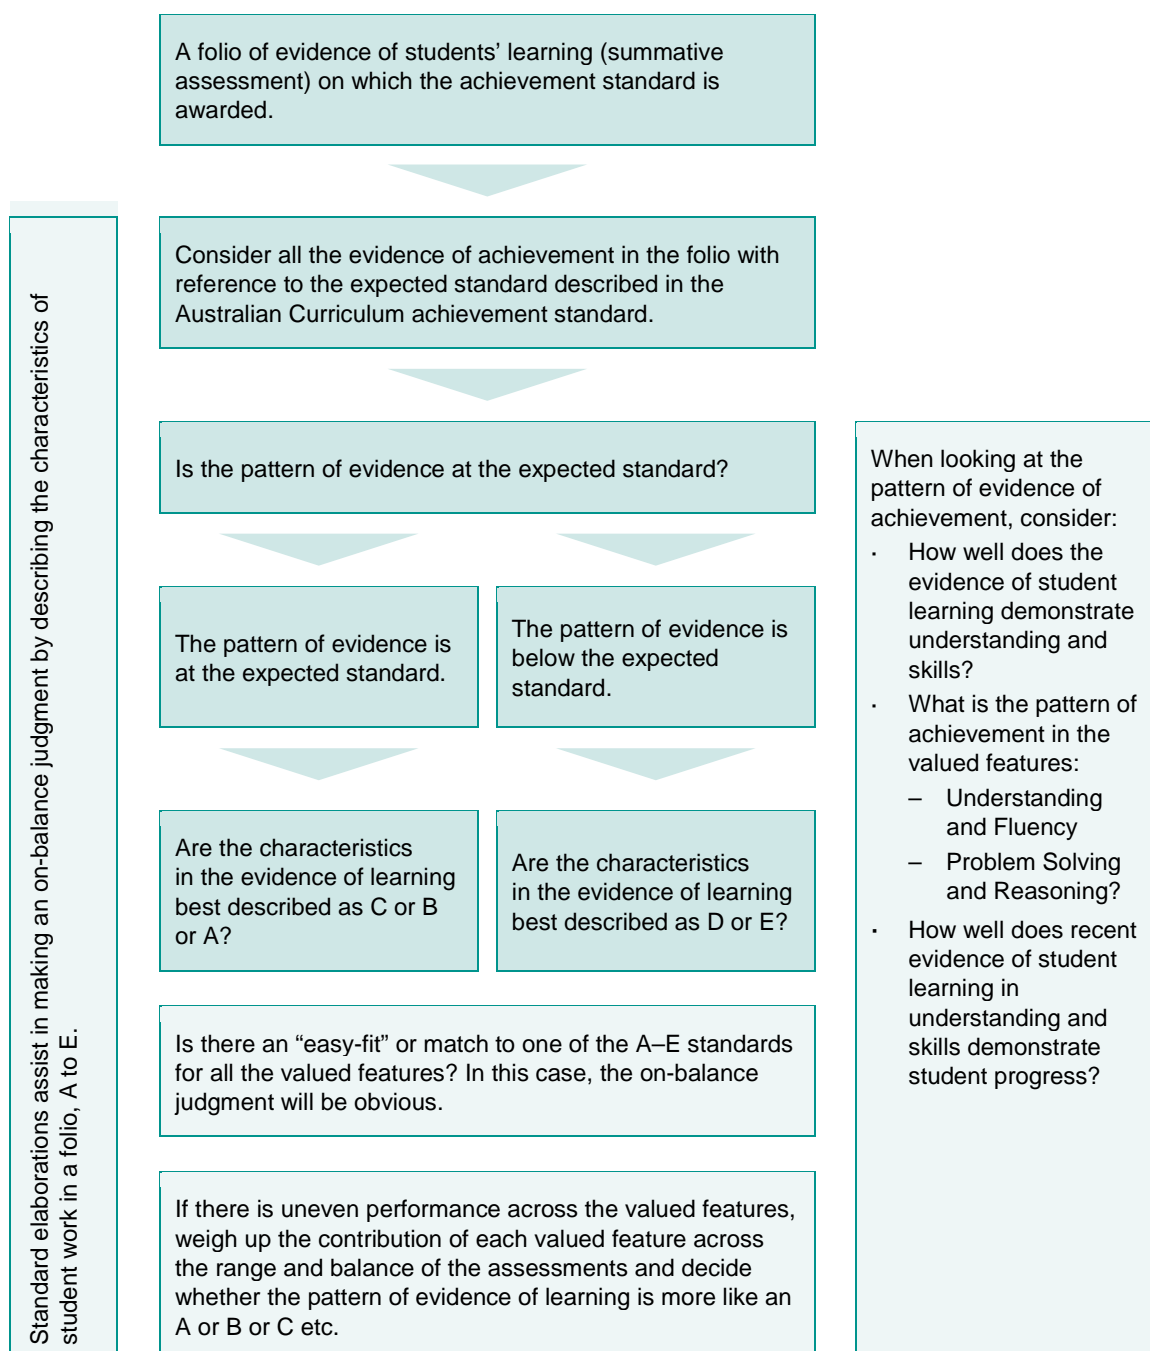 A folio of evidence of students’ learning (summative
assessment) on which the achievement standard is
awarded.
Consider all the evidence of achievement in the folio with
reference to the expected standard described in the
Australian Curriculum achievement standard.
Is the pattern of evidence at the expected standard?
The pattern of evidence is
at the expected standard.
The pattern of evidence is
below the expected
standard.
Are the characteristics
in the evidence of learning
best described as C or B
or A?
Are the characteristics
in the evidence of learning
best described as D or E?
Is there an “easy-fit” or match to one of the A–E standards
for all the valued features? In this case, the on-balance
judgment will be obvious.
If there is uneven performance across the valued features,
weigh up the contribution of each valued feature across
the range and balance of the assessments and decide
whether the pattern of evidence of learning is more like an
A or B or C etc.
Standard elaborations assist in making an on-balance judgment by describing the characteristics of
student work in a folio, A to E.
When looking at the
pattern of evidence of
achievement, consider:
· How well does the
evidence of student
learning demonstrate
understanding and
skills?
· What is the pattern of
achievement in the
valued features:
– Understanding
and Fluency
– Problem Solving
and Reasoning?
· How well does recent
evidence of student
learning in
understanding and
skills demonstrate
student progress?